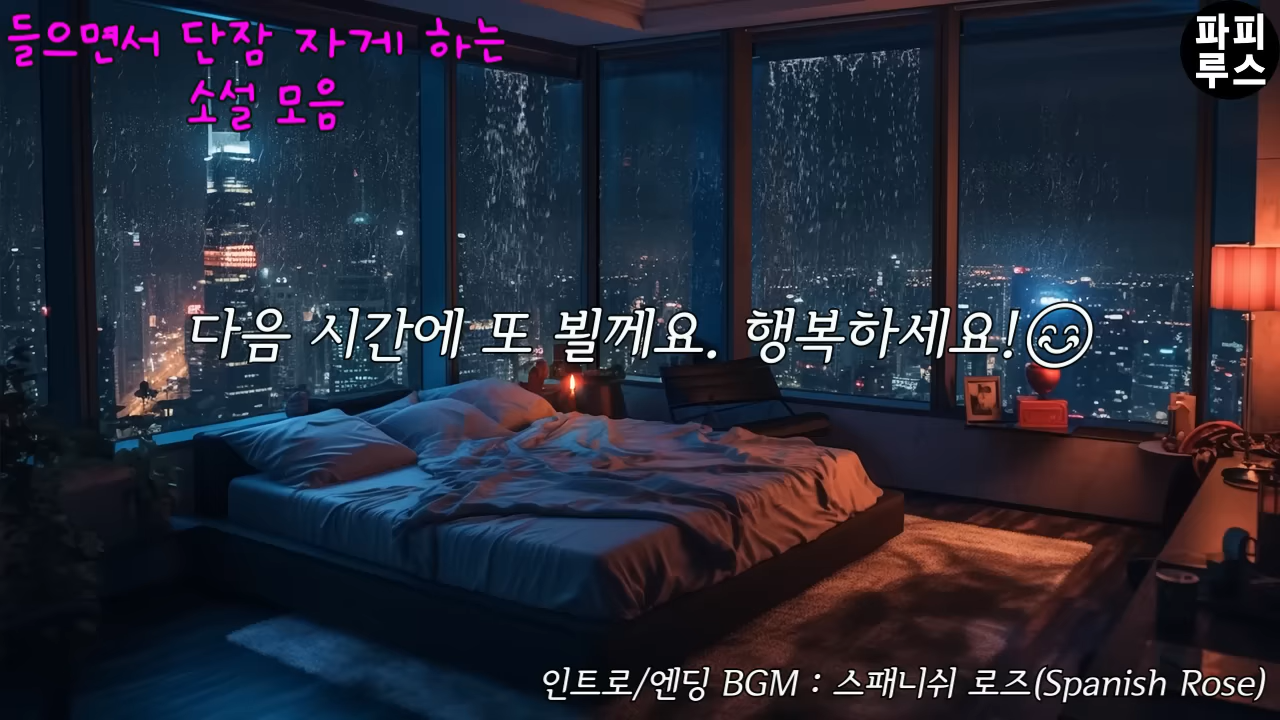 들으면서 단잠 자게 하는
소설 모음
파피
루스
다음 시간에 또 뵐께요. 행복하세요!😊
인트로/엔딩 BGM : 스패니쉬 로즈(Spanish Rose)